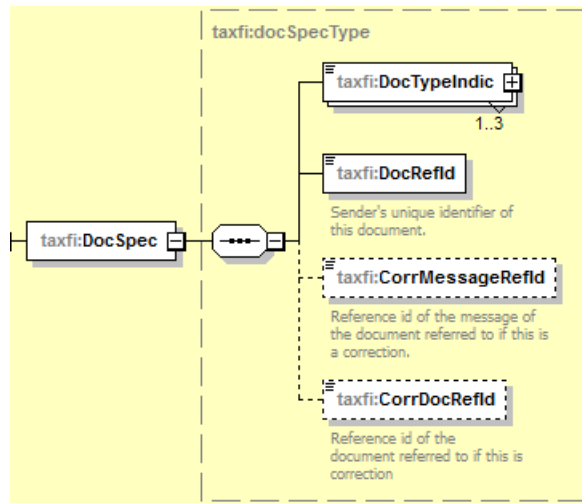 taxfi:docSpecType
taxfi:DocTypeIndic
1..3
taxfi:DocRefId
Sender's unique identifier of
this document.
taxfi:DocSpec
taxfi:CorrMessageRefId
Reference id of the message of
the document referred to if this is
a correction.
taxfi:CorrDocRefId
Reference id of the
document referred to if this is
correction